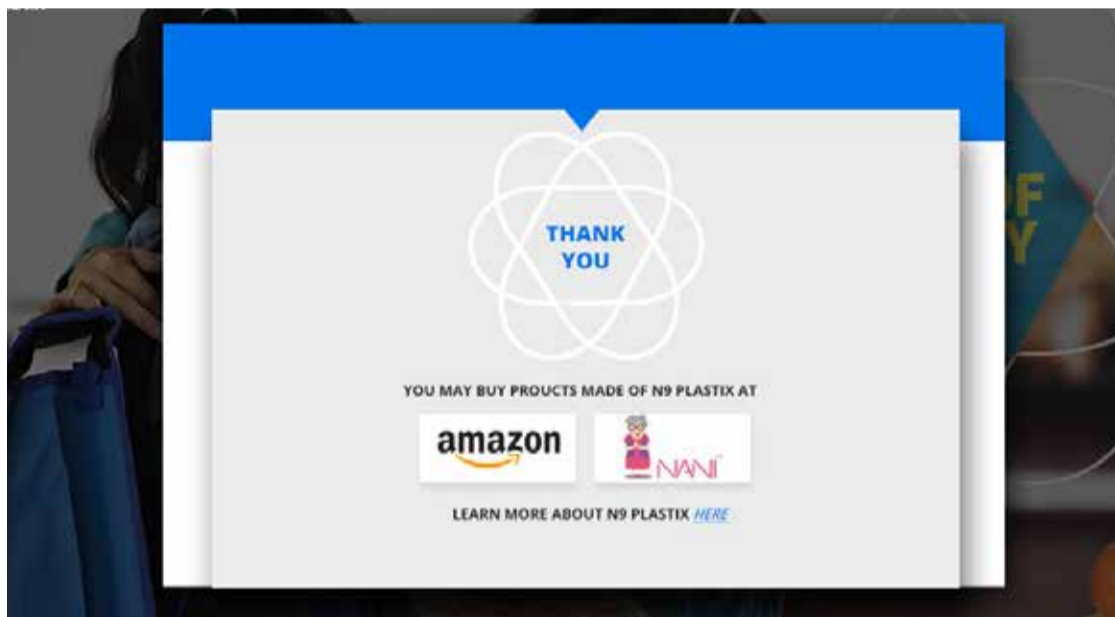 THANK
YOU
YOU MAY BUY PROUCTS MADE OF N9 PLASTIX AT
amazon
NANI
LEARN MORE ABOUT N9 PLASTIX HERE